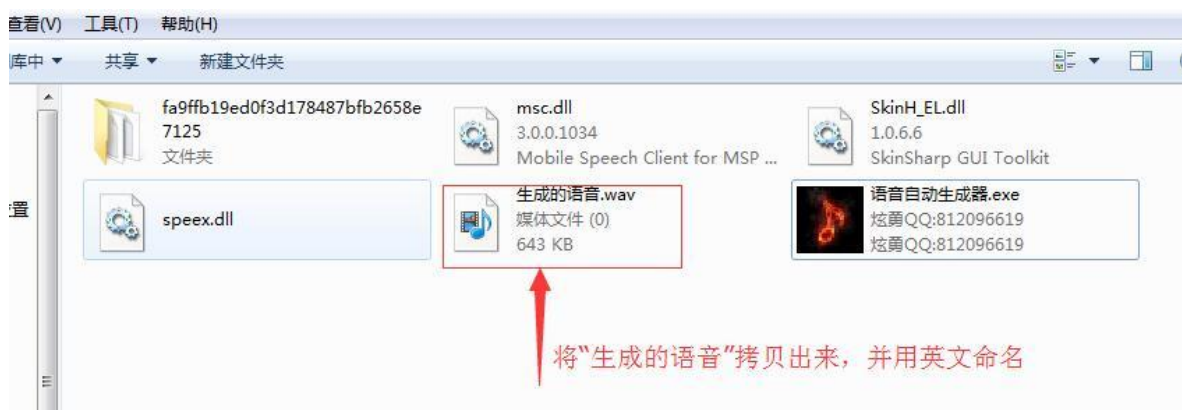 查看(V) 工具(T) 帮助(H)
库中 共享 新建文件夹
fa9ffb19ed0f3d178487bfb2658e
7125
文件夹
msc.dll
3.0.0.1034
Mobile Speech Client for MSP ...
SkinH_EL.dll
1.0.6.6
SkinSharp GUI Toolkit
置
speex.dll
生成的语音.wav
媒体文件 (0)
643 KB
语音自动生成器.exe
炫勇QQ:812096619
炫勇QQ:812096619
将“生成的语音”拷贝出来，并用英文命名